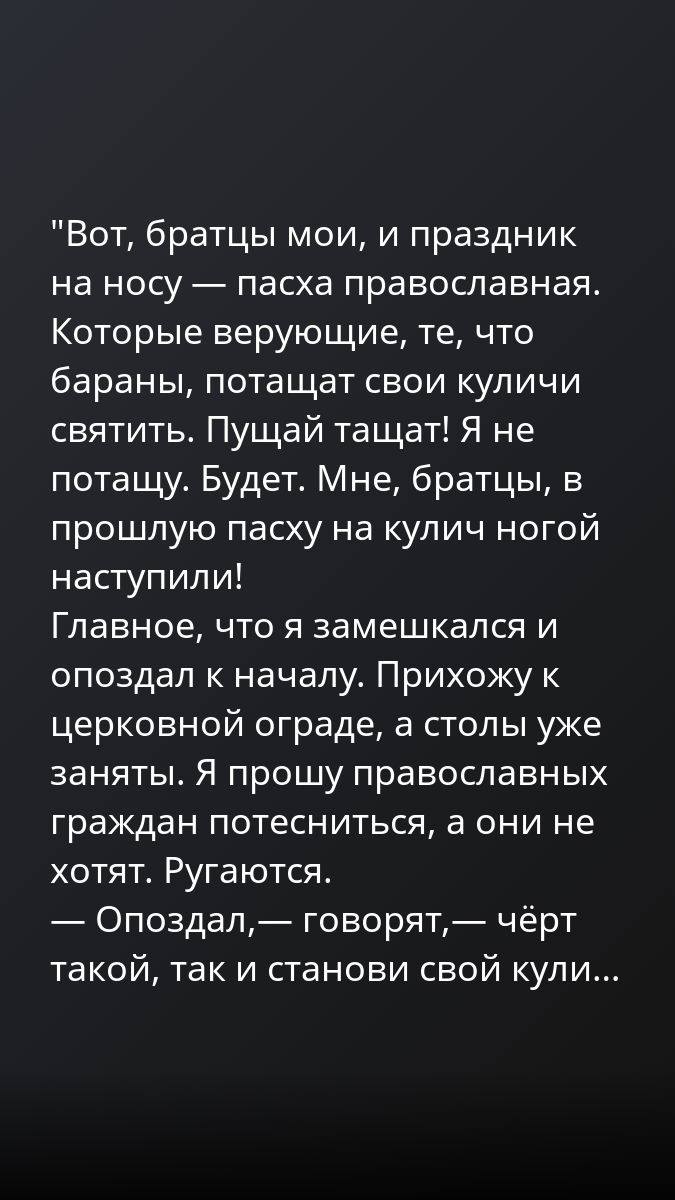 "Вот, братцы мои, и праздник
на носу — пасха православная.
Которые верующие, те, что
бараны, потащат свои куличи
святить. Пущай тащат! Я не
потащу. Будет. Мне, братцы, в
прошлую пасху на кулич ногой
наступили!
Главное, что я замешкался и
опоздал к началу. Прихожу к
церковной ограде, а столы уже
заняты. Я прошу православных
граждан потесниться, а они не
хотят. Ругаются.
— Опоздал,— говорят,— чёрт
такой, так и станови свой кули...